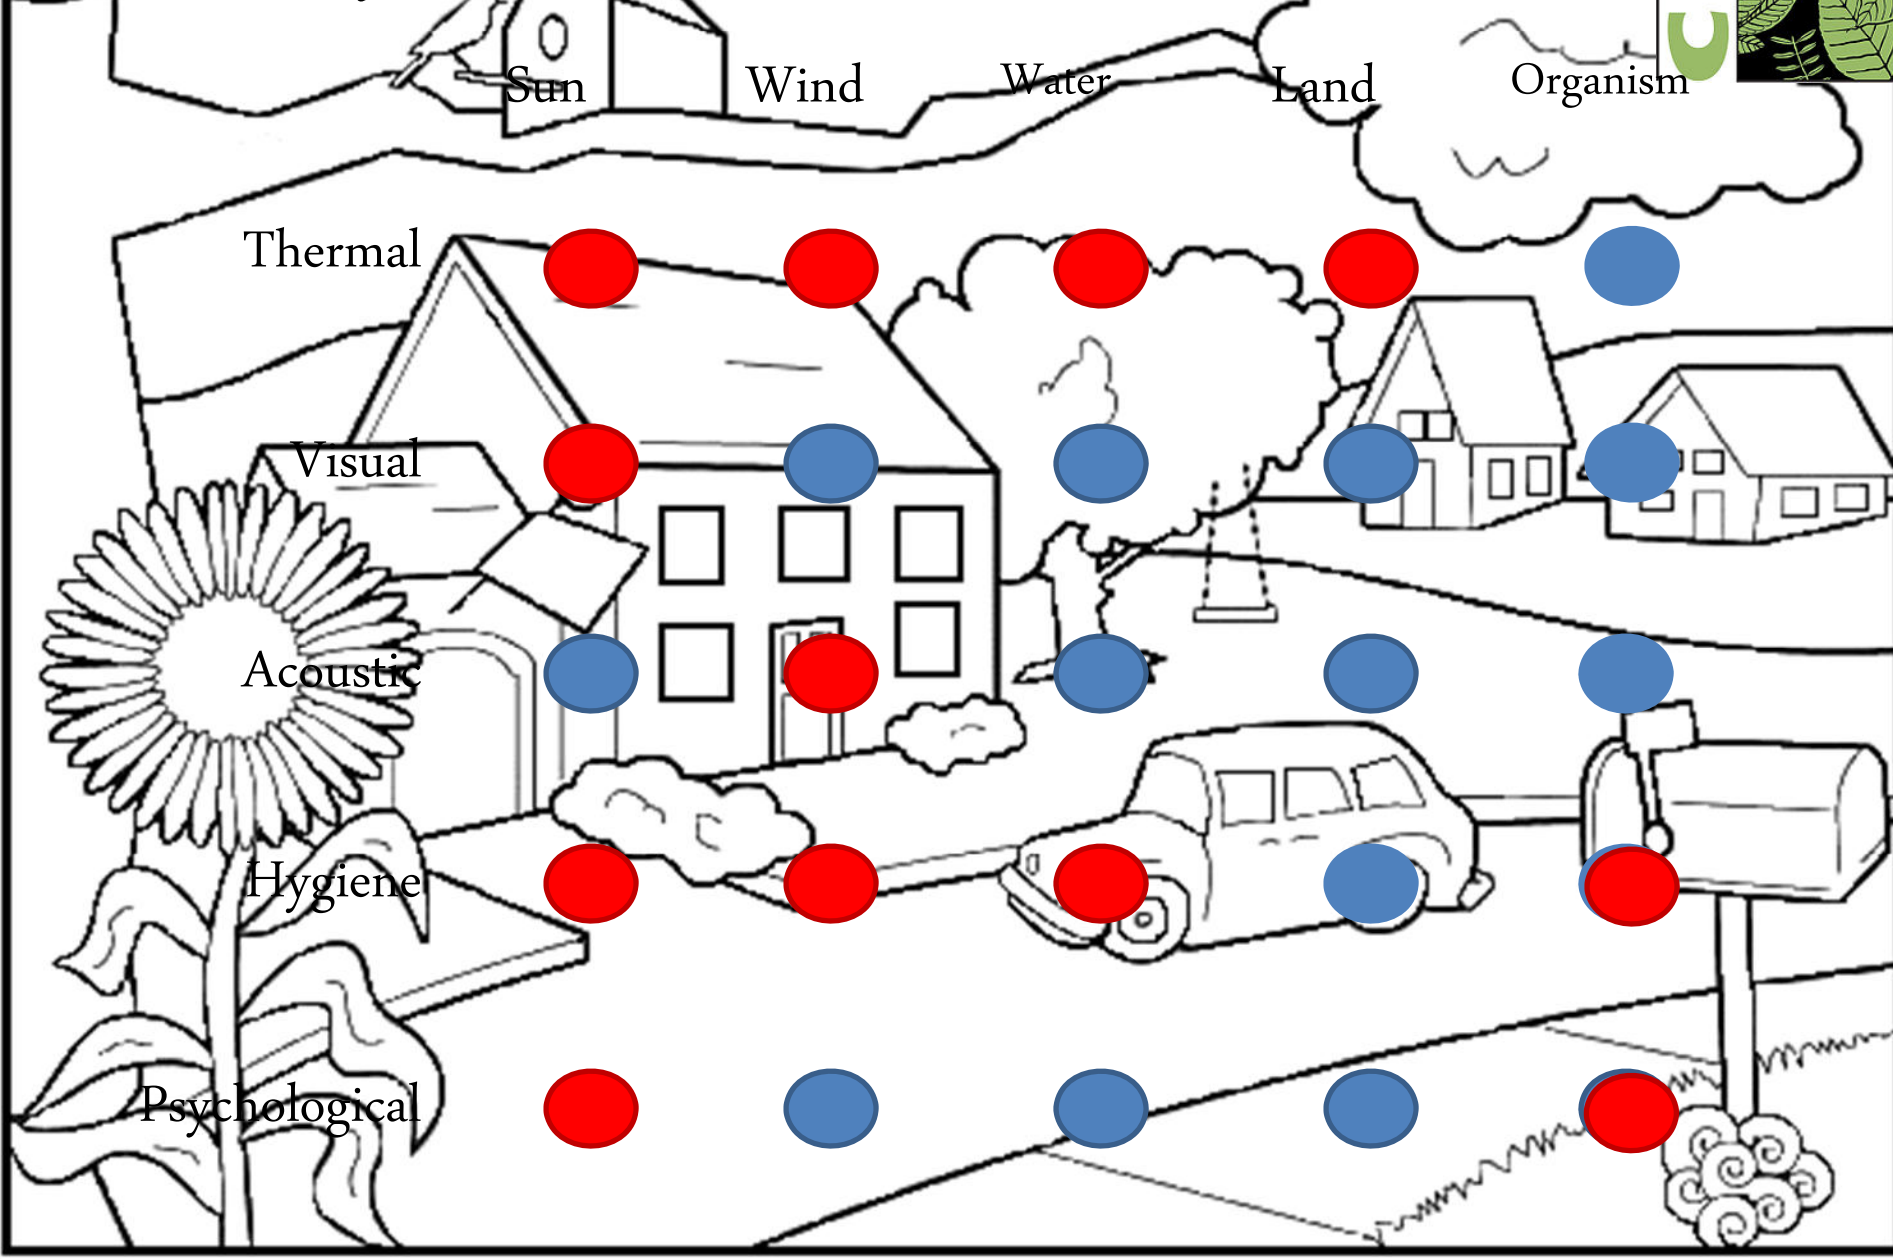 Sun Wind Water Land Organism
Thermal
Visual
Acoustic
Hygiene
Psychological